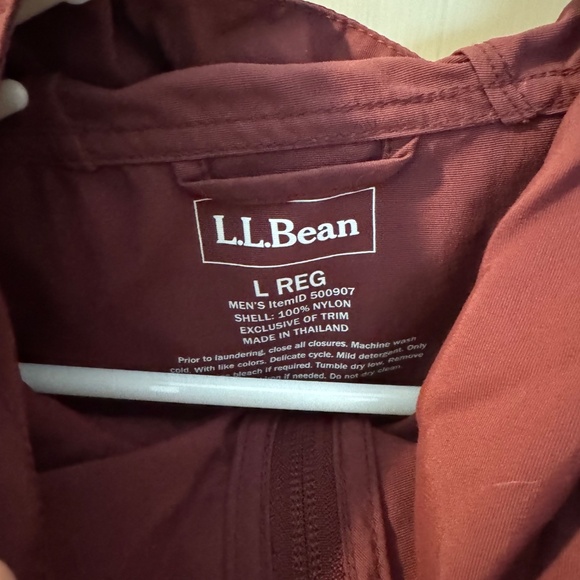 L.L.Bean
L REG
MEN'S ItemID 500907
SHELL: 100% NYLON
EXCLUSIVE OF TRIM
MADE IN THAILAND
Prior to laundering, close all closures. Machine wash
cold. With like colors. Delicate cycle. Mild detergent. Only
bleach if required. Tumble dry low. Remove
if needed. Do not dry clean.